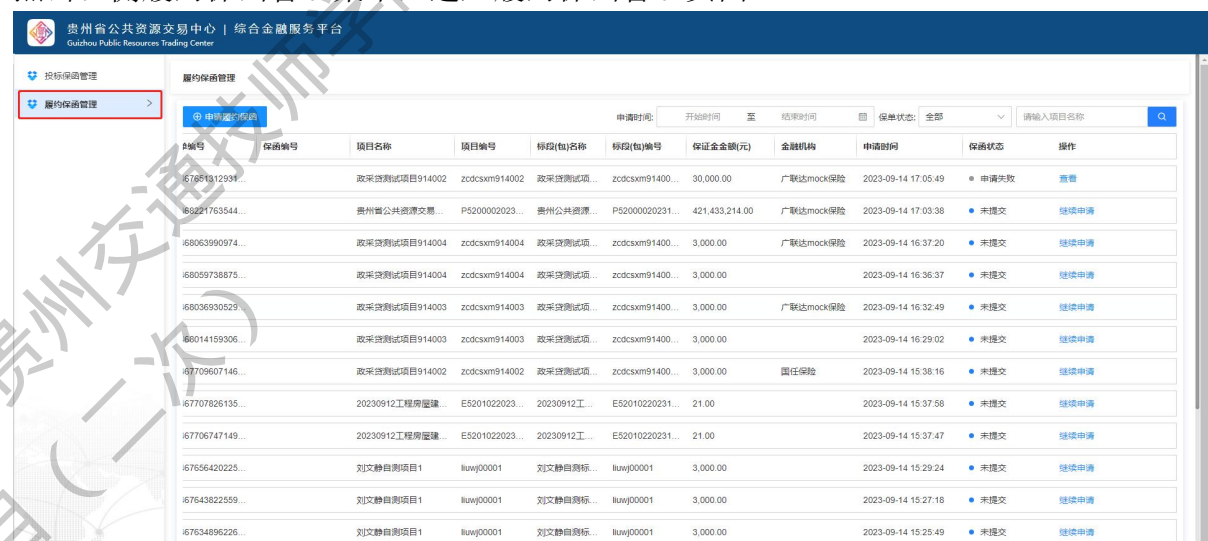 贵州省公共资源交易中心 | 综合金融服务平台
Guizhou Public Resources Trading Center
投标保函管理
履约保函管理 >
履约保函管理
申请履约保函 申请时间: 开始时间 至 结束时间 保单状态: 全部 请输入项目名称
编号 保函编号 项目名称 项目编号 标段(包)名称 标段(包)编号 保证金金额(元) 金融机构 申请时间 保函状态 操作
67651312931... 政采贷测试项目914002 zcdcsxm914002 政采贷测试项... zcdcsxm91400... 30,000.00 广联达mock保险 2023-09-14 17:05:49 申请失败 查看
68221763544... 贵州省公共资源交易... P5200002023... 贵州公共资源... P52000020231... 421,433,214.00 广联达mock保险 2023-09-14 17:03:38 未提交 继续申请
68063990974... 政采贷测试项目914004 zcdcsxm914004 政采贷测试项... zcdcsxm91400... 3,000.00 广联达mock保险 2023-09-14 16:37:20 未提交 继续申请
68059738875... 政采贷测试项目914004 zcdcsxm914004 政采贷测试项... zcdcsxm91400... 3,000.00 2023-09-14 16:36:37 未提交 继续申请
68036930529... 政采贷测试项目914003 zcdcsxm914003 政采贷测试项... zcdcsxm91400... 3,000.00 广联达mock保险 2023-09-14 16:32:49 未提交 继续申请
68014159306... 政采贷测试项目914003 zcdcsxm914003 政采贷测试项... zcdcsxm91400... 3,000.00 2023-09-14 16:29:02 未提交 继续申请
67709607146... 政采贷测试项目914002 zcdcsxm914002 政采贷测试项... zcdcsxm91400... 3,000.00 国任保险 2023-09-14 15:38:16 未提交 继续申请
67707826135... 20230912工程房屋建... E5201022023... 20230912工... E52010220231... 21.00 2023-09-14 15:37:58 未提交 继续申请
67706747149... 20230912工程房屋建... E5201022023... 20230912工... E52010220231... 21.00 2023-09-14 15:37:47 未提交 继续申请
67656420225... 刘文静自测项目1 liuwj00001 刘文静自测标... liuwj00001 3,000.00 2023-09-14 15:29:24 未提交 继续申请
67643822559... 刘文静自测项目1 liuwj00001 刘文静自测标... liuwj00001 3,000.00 2023-09-14 15:27:18 未提交 继续申请
67634896226... 刘文静自测项目1 liuwj00001 刘文静自测标... liuwj00001 3,000.00 2023-09-14 15:25:49 未提交 继续申请
贵州交通技师学
(二次)